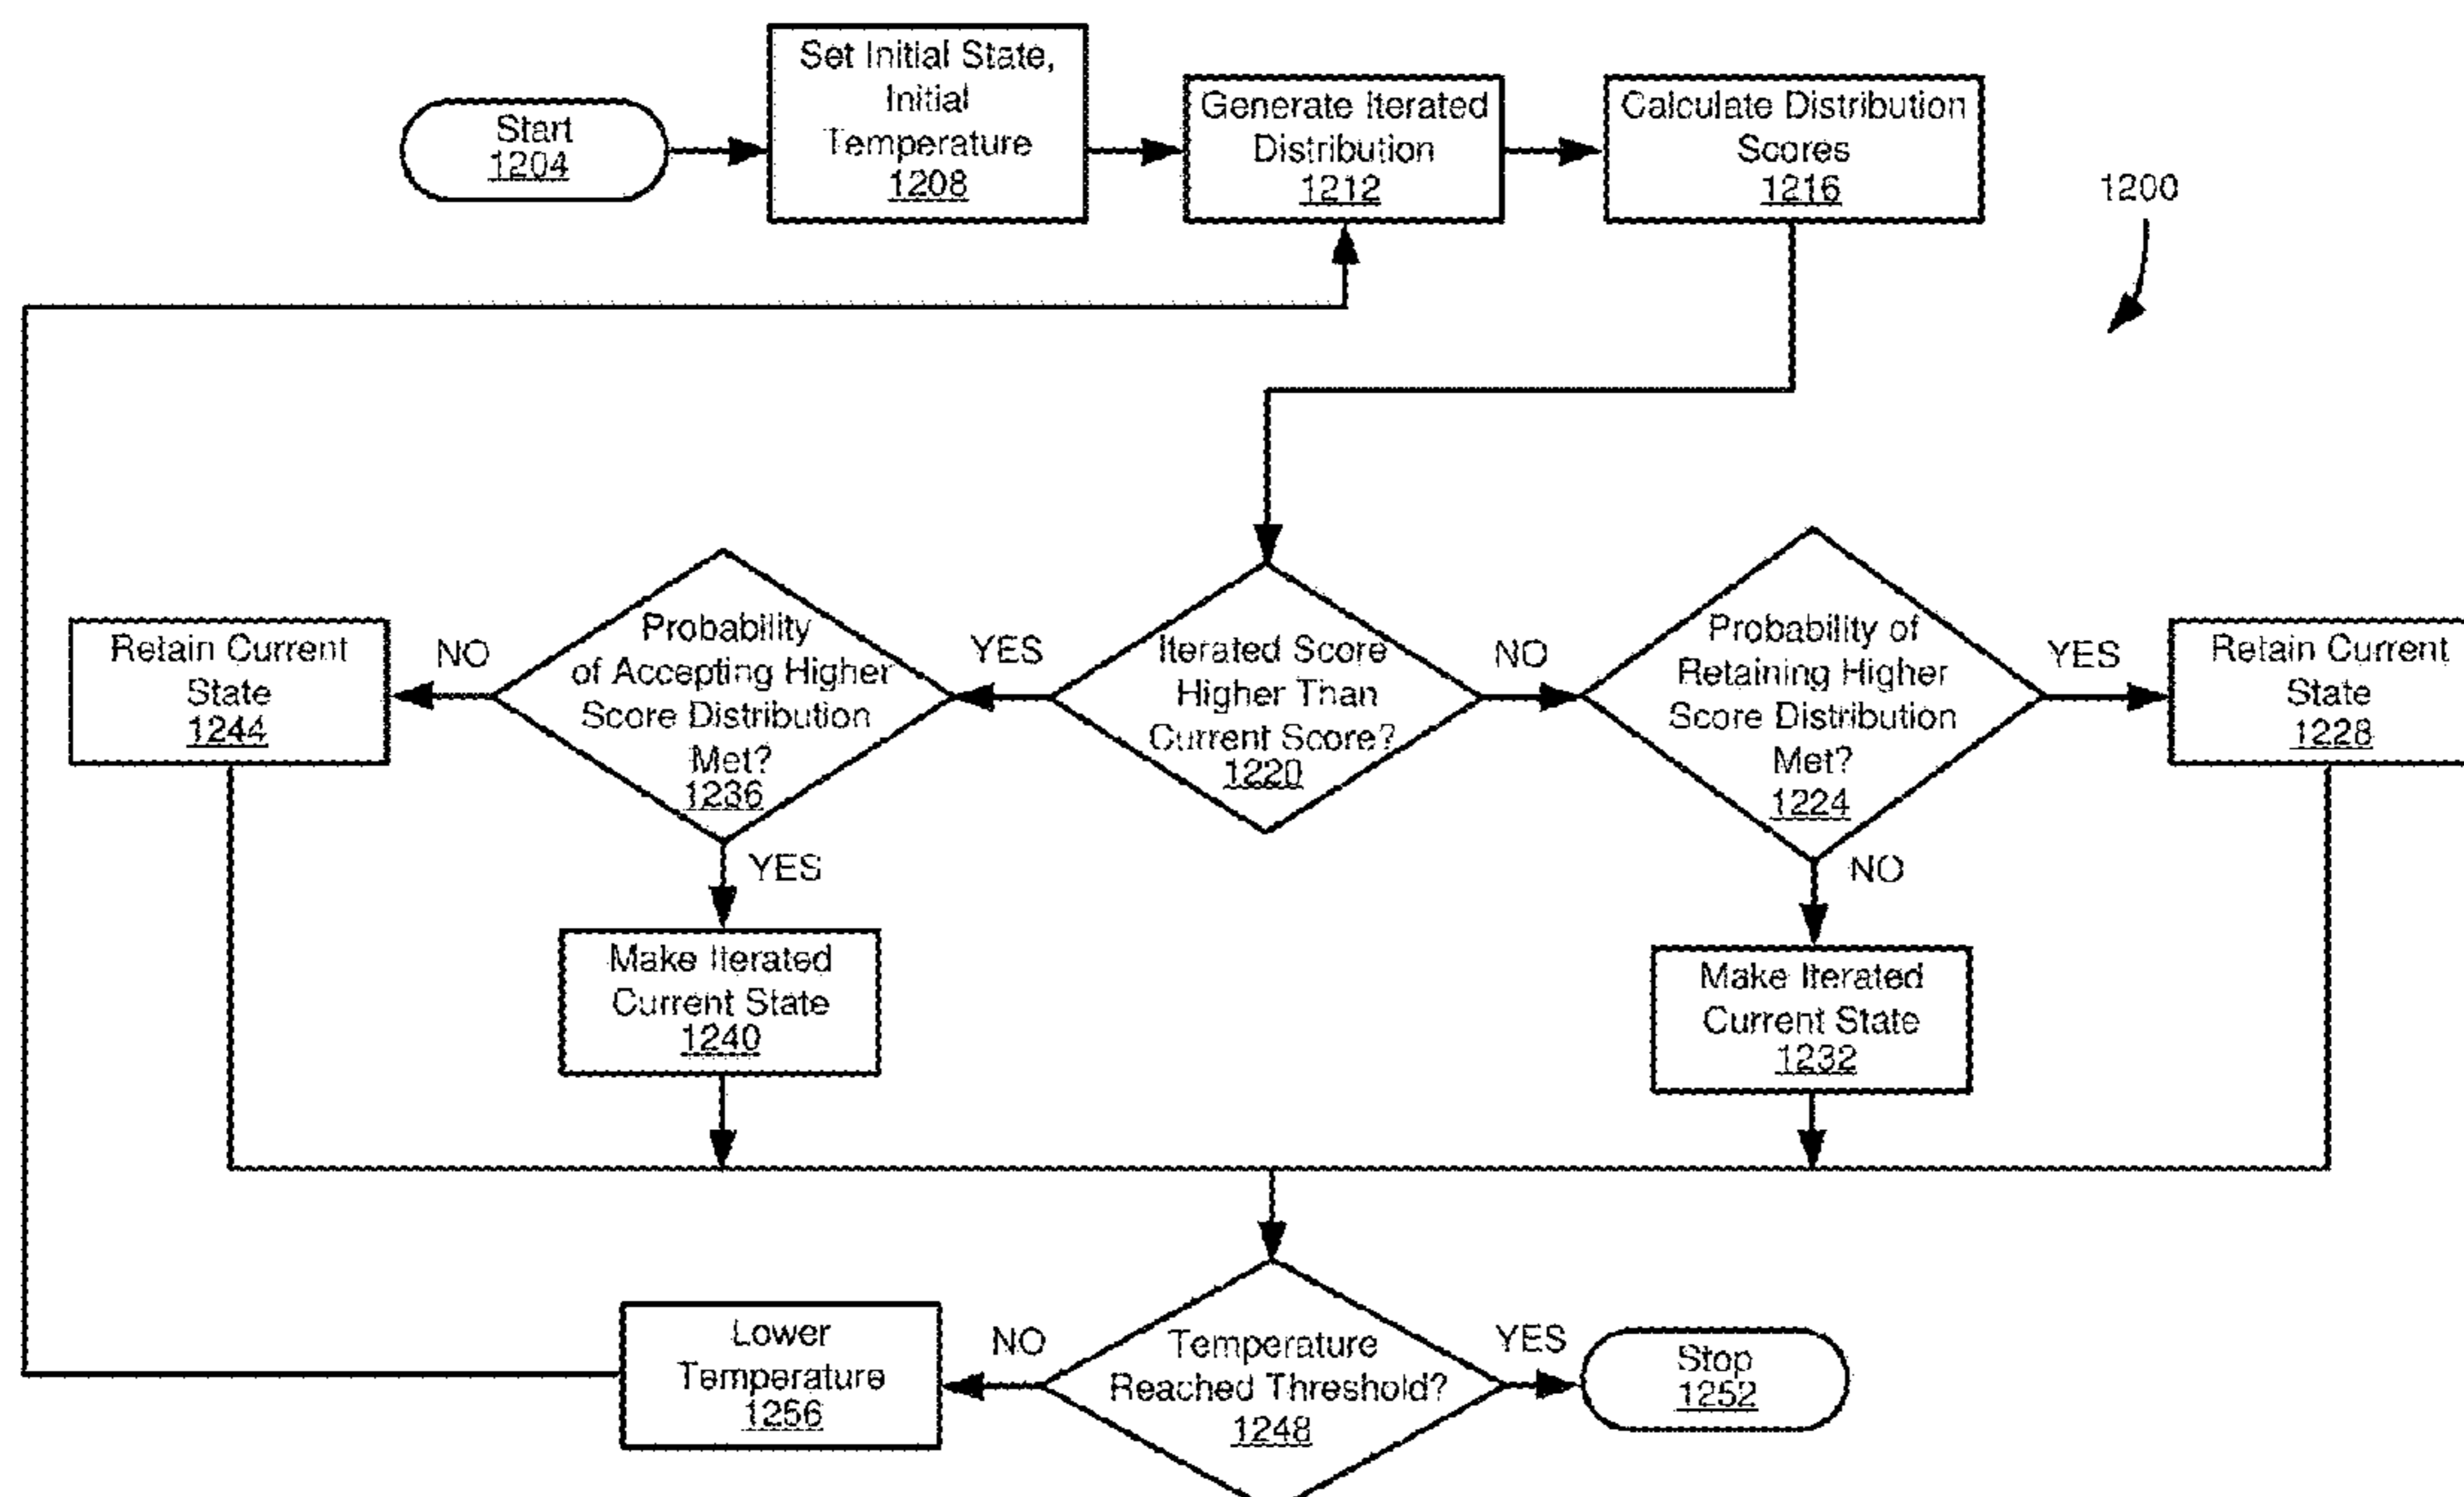 Start
1204
Set Initial State,
Initial
Temperature
1208
Generate Iterated
Distribution
1212
Calculate Distribution
Scores
1216
1200
Retain Current
State
1244
NO
Probability
of Accepting Higher
Score Distribution
Met?
1236
YES
Iterated Score
Higher Than
Current Score?
1220
NO
Probability of
Retaining Higher
Score Distribution
Met?
1224
YES
Retain Current
State
1228
YES
NO
Make Iterated
Current State
1240
Make Iterated
Current State
1232
Lower
Temperature
1256
NO
Temperature
Reached Threshold?
1248
YES
Stop
1252